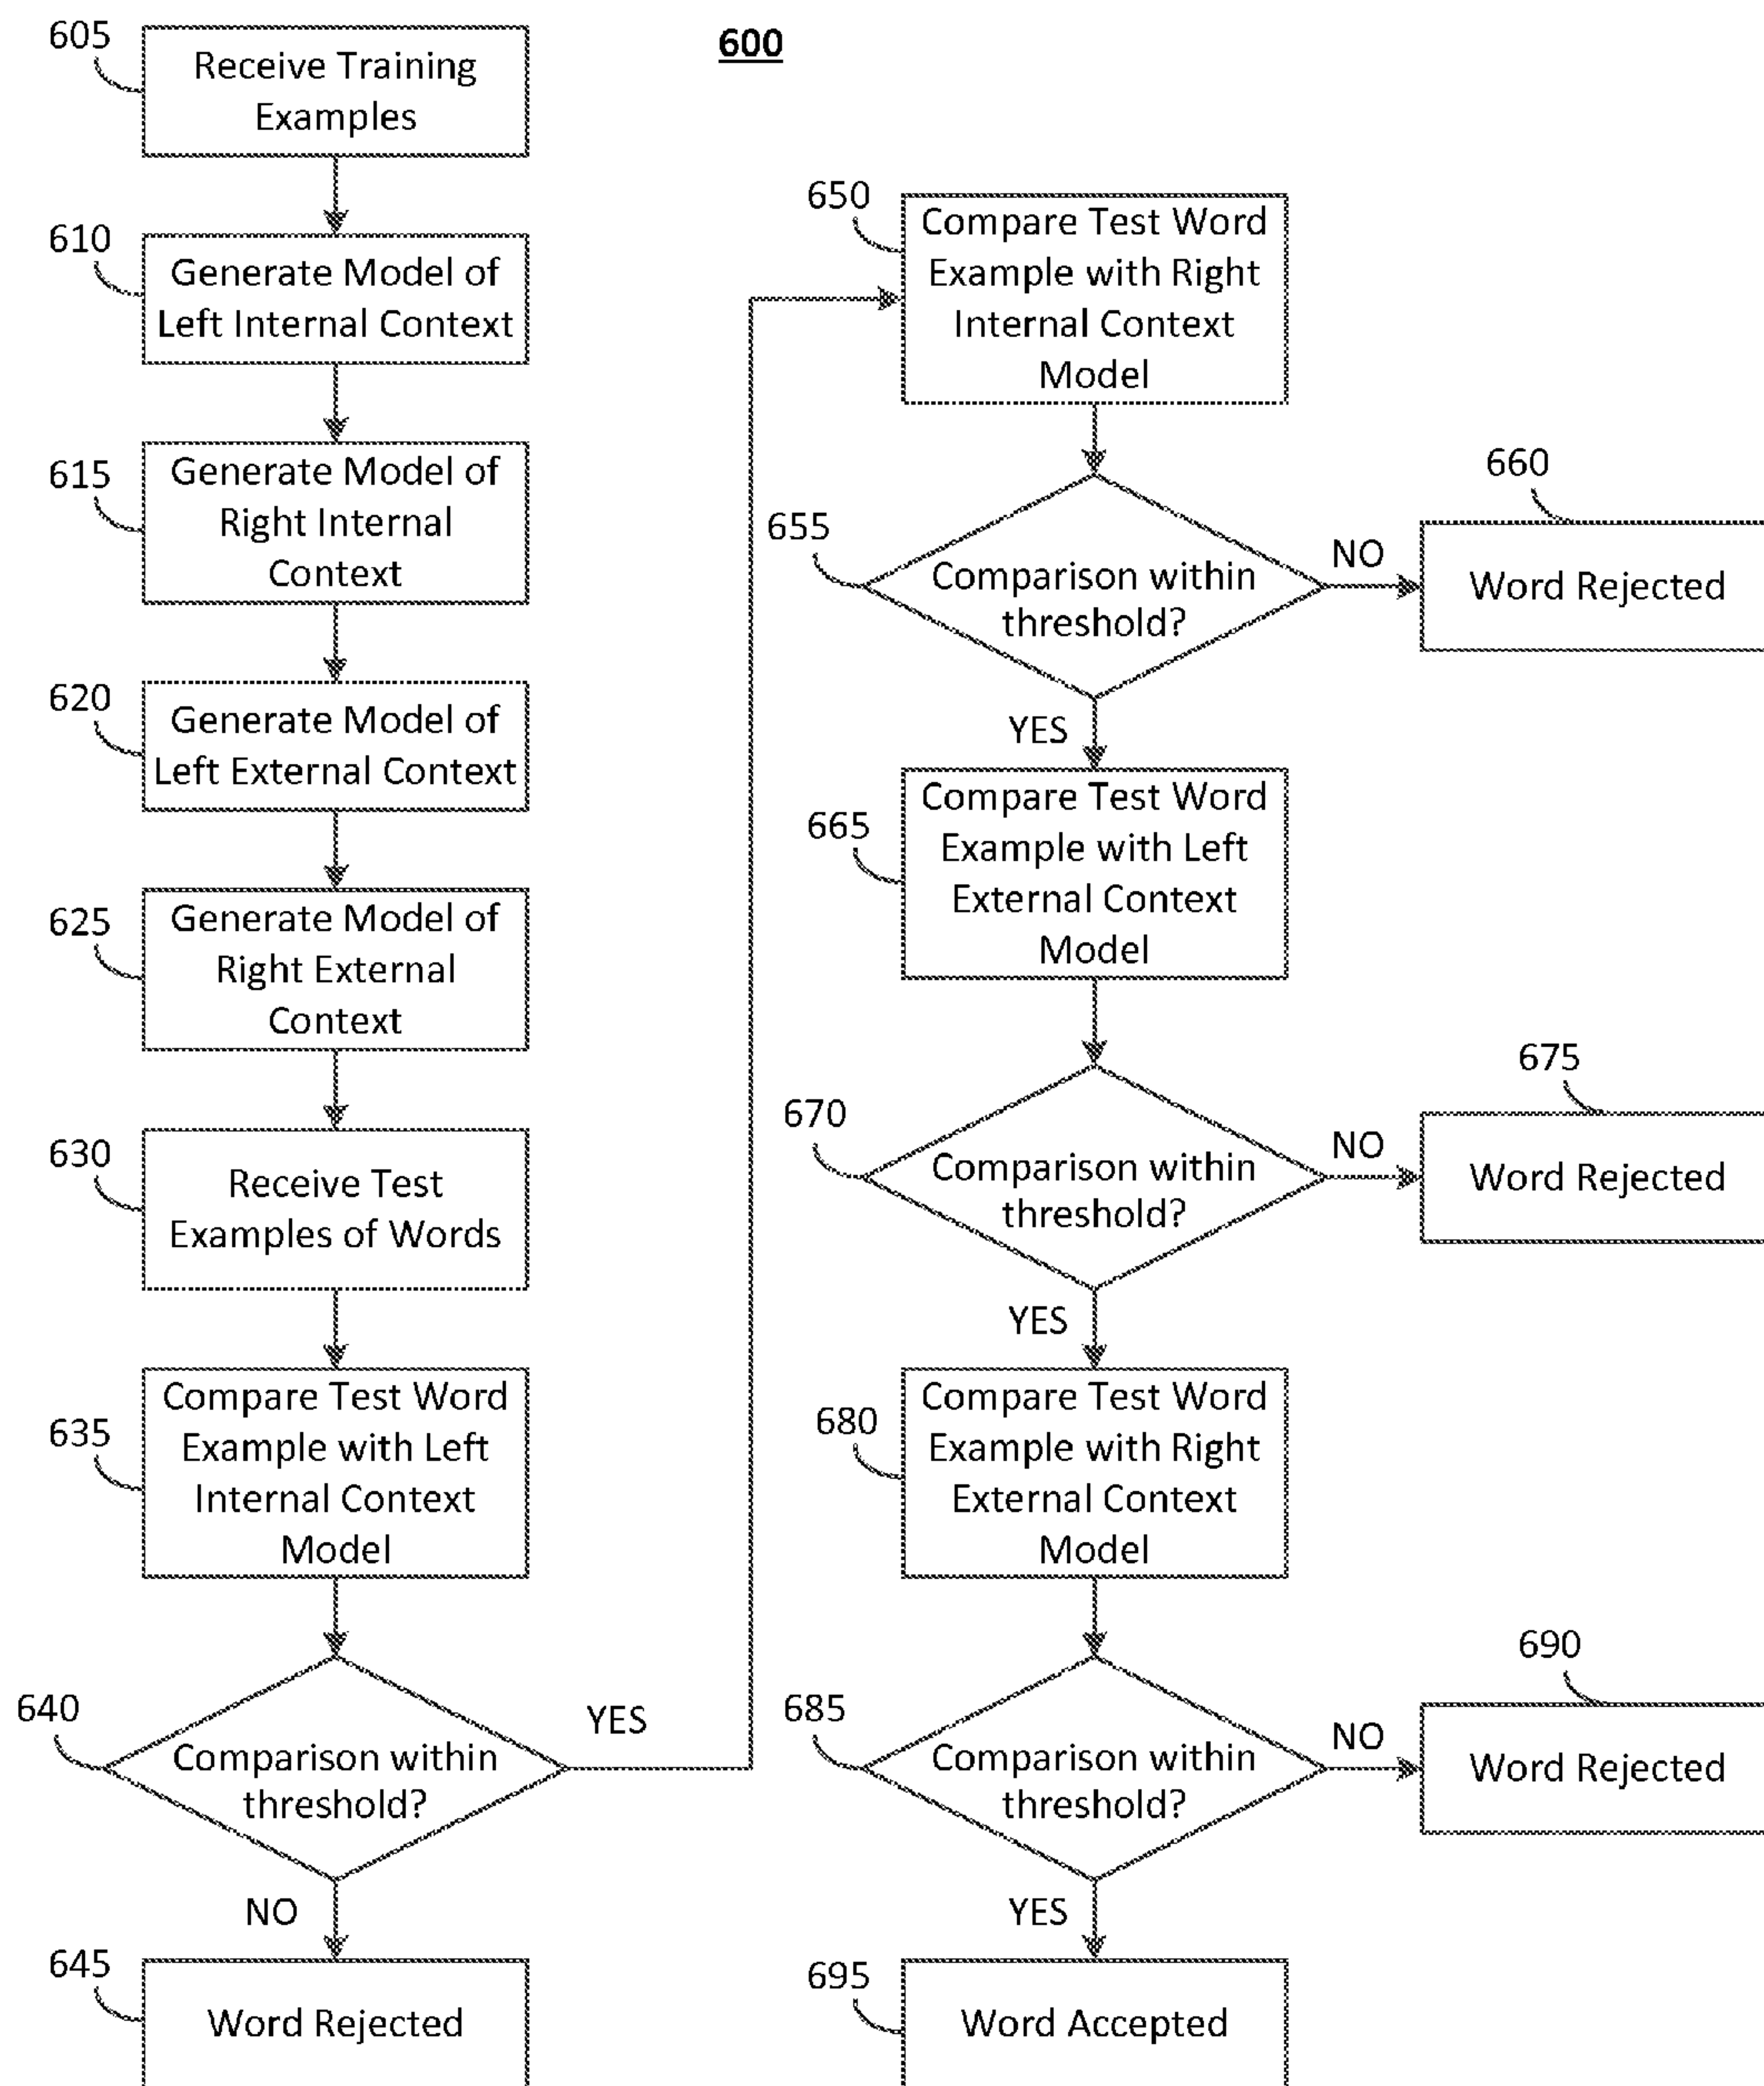 600
605
Receive Training
Examples
610
Generate Model of
Left Internal Context
615
Generate Model of
Right Internal
Context
620
Generate Model of
Left External Context
625
Generate Model of
Right External
Context
630
Receive Test
Examples of Words
635
Compare Test Word
Example with Left
Internal Context
Model
640
Comparison within
threshold?
YES
NO
645
Word Rejected
650
Compare Test Word
Example with Right
Internal Context
Model
655
Comparison within
threshold?
NO
660
Word Rejected
YES
665
Compare Test Word
Example with Left
External Context
Model
670
Comparison within
threshold?
NO
675
Word Rejected
YES
680
Compare Test Word
Example with Right
External Context
Model
685
Comparison within
threshold?
NO
690
Word Rejected
YES
695
Word Accepted